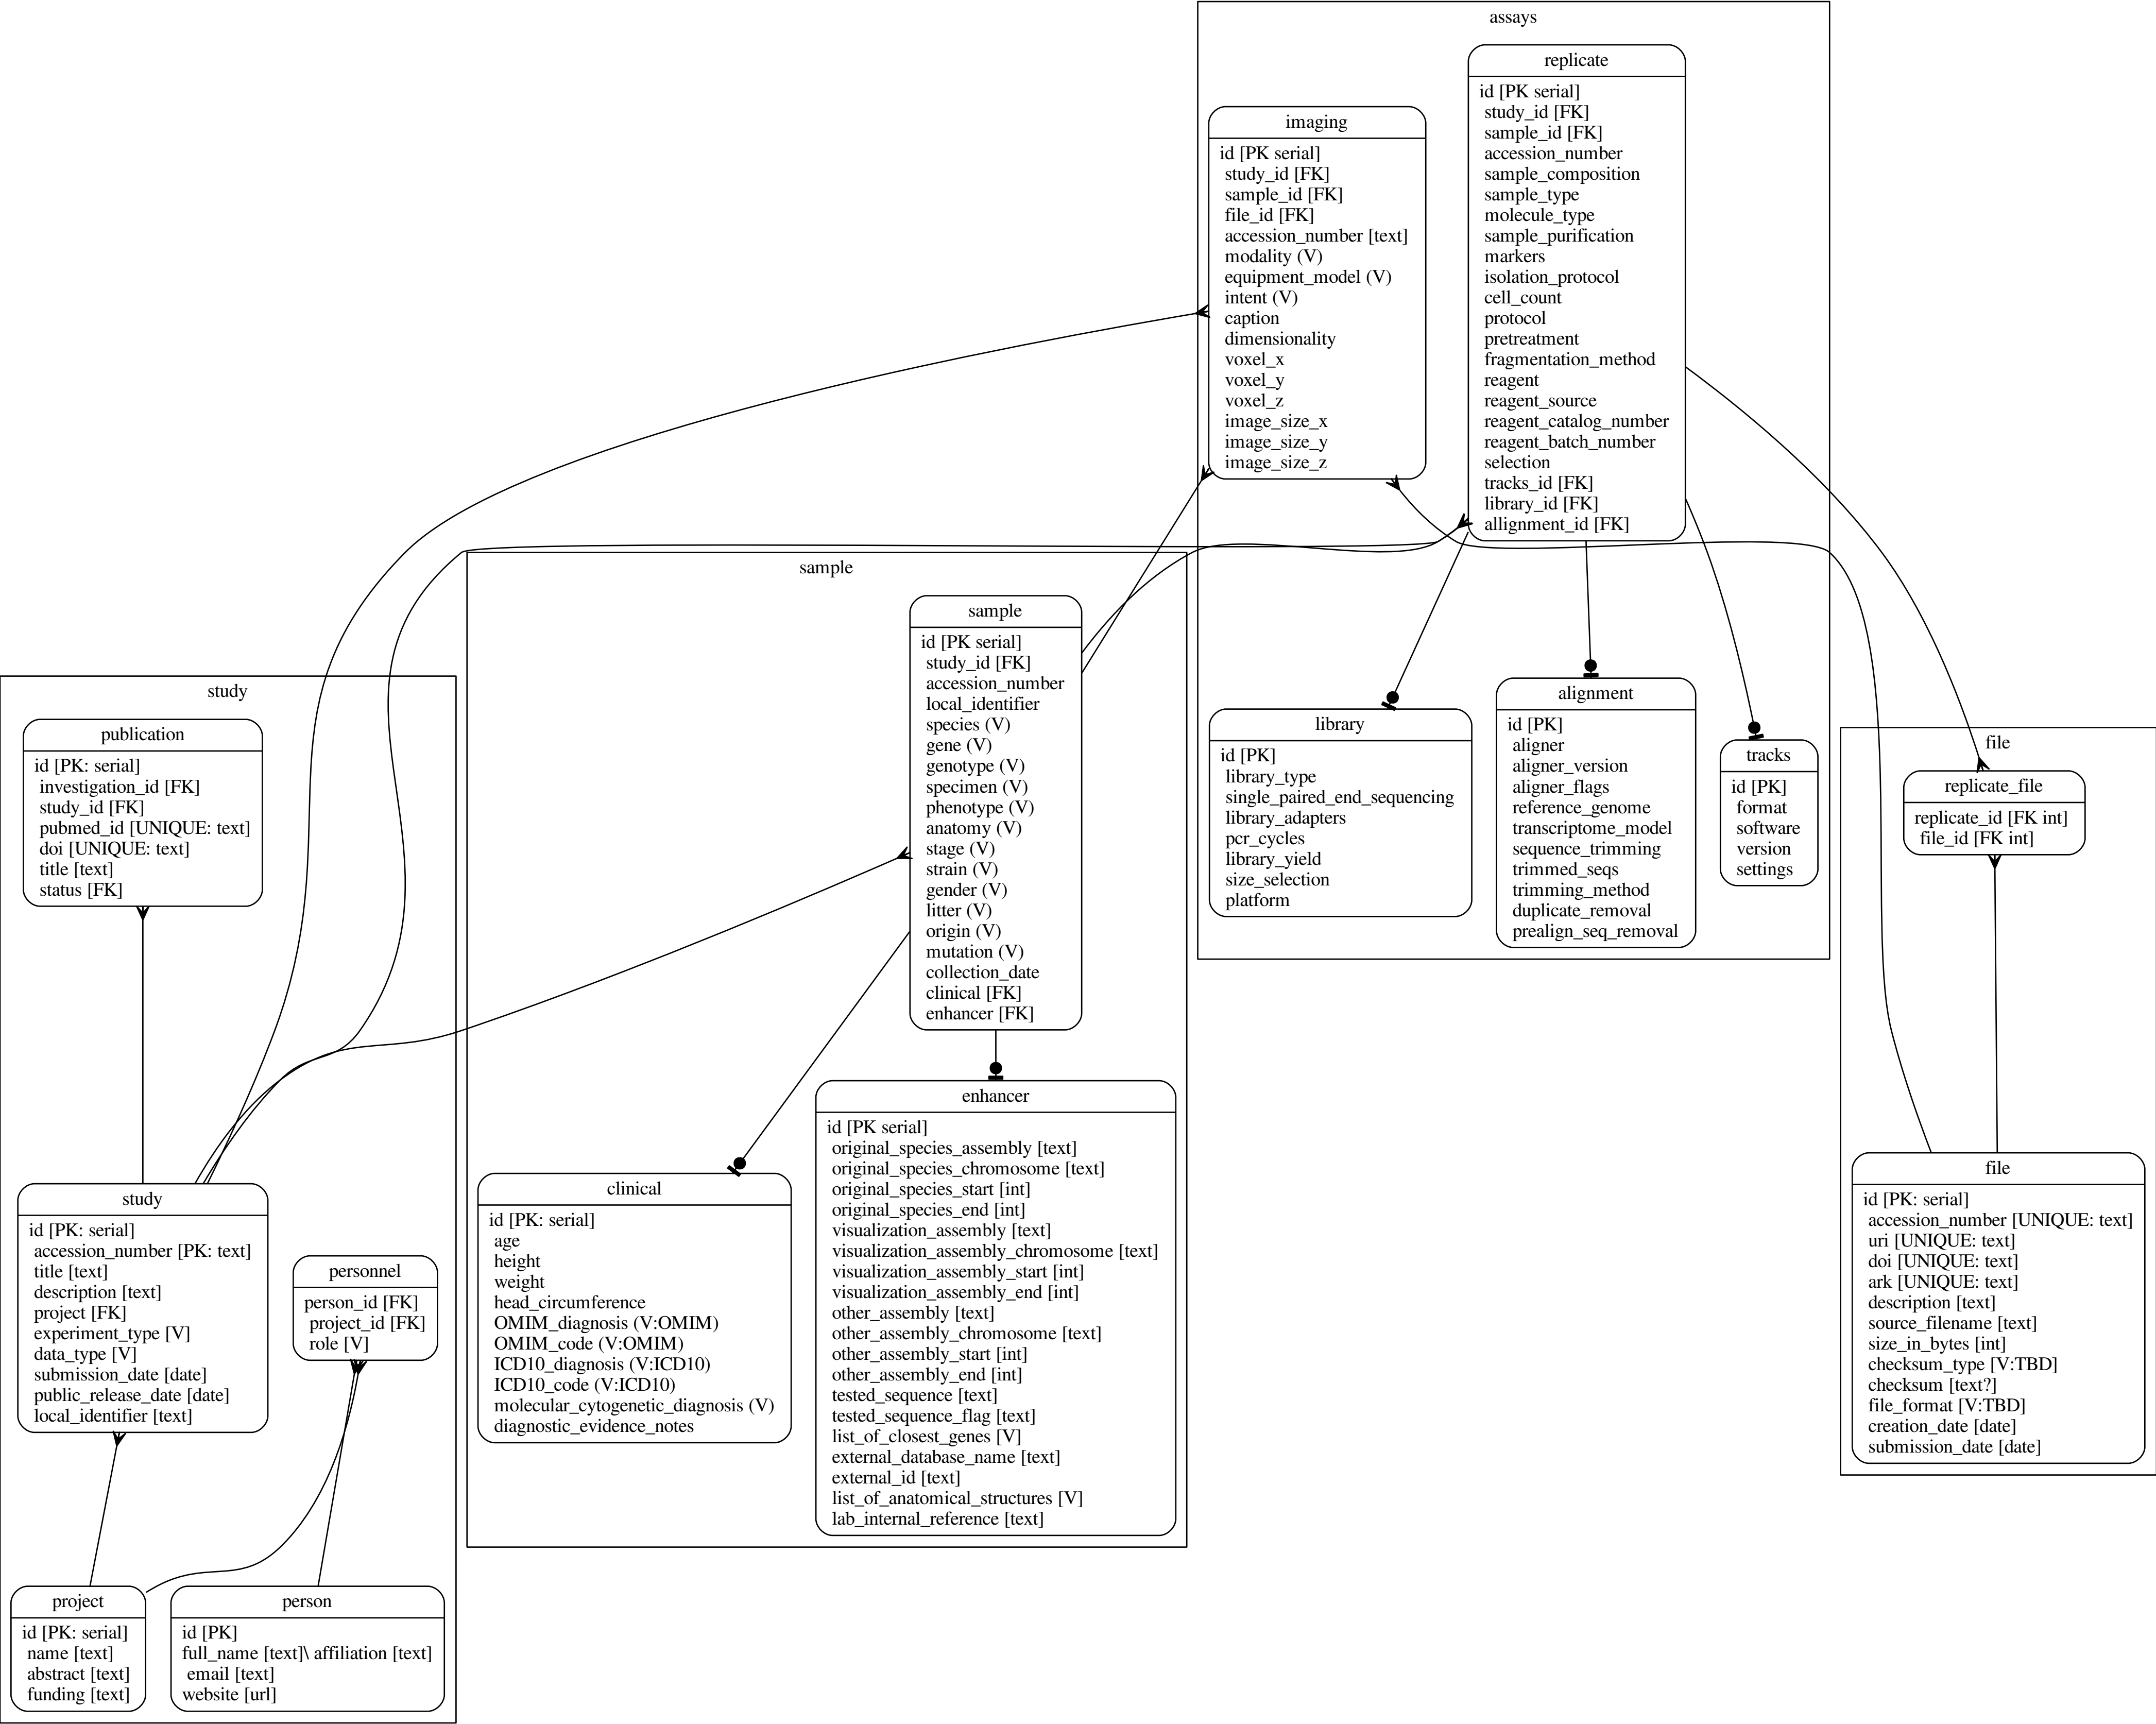 assays
replicate
id [PK serial]
study_id [FK]
sample_id [FK]
accession_number
sample_composition
sample_type
molecule_type
sample_purification
markers
isolation_protocol
cell_count
protocol
pretreatment
fragmentation_method
reagent
reagent_source
reagent_catalog_number
reagent_batch_number
selection
tracks_id [FK]
library_id [FK]
allignment_id [FK]
imaging
id [PK serial]
study_id [FK]
sample_id [FK]
file_id [FK]
accession_number [text]
modality (V)
equipment_model (V)
intent (V)
caption
dimensionality
voxel_x
voxel_y
voxel_z
image_size_x
image_size_y
image_size_z
library
id [PK]
library_type
single_paired_end_sequencing
library_adapters
pcr_cycles
library_yield
size_selection
platform
alignment
id [PK]
aligner
aligner_version
aligner_flags
reference_genome
transcriptome_model
sequence_trimming
trimmed_seqs
trimming_method
duplicate_removal
prealign_seq_removal
tracks
id [PK]
format
software
version
settings
sample
sample
id [PK serial]
study_id [FK]
accession_number
local_identifier
species (V)
gene (V)
genotype (V)
specimen (V)
phenotype (V)
anatomy (V)
stage (V)
strain (V)
gender (V)
litter (V)
origin (V)
mutation (V)
collection_date
clinical [FK]
enhancer [FK]
clinical
id [PK: serial]
age
height
weight
head_circumference
OMIM_diagnosis (V:OMIM)
OMIM_code (V:OMIM)
ICD10_diagnosis (V:ICD10)
ICD10_code (V:ICD10)
molecular_cytogenetic_diagnosis (V)
diagnostic_evidence_notes
enhancer
id [PK serial]
original_species_assembly [text]
original_species_chromosome [text]
original_species_start [int]
original_species_end [int]
visualization_assembly [text]
visualization_assembly_chromosome [text]
visualization_assembly_start [int]
visualization_assembly_end [int]
other_assembly [text]
other_assembly_chromosome [text]
other_assembly_start [int]
other_assembly_end [int]
tested_sequence [text]
tested_sequence_flag [text]
list_of_closest_genes [V]
external_database_name [text]
external_id [text]
list_of_anatomical_structures [V]
lab_internal_reference [text]
study
publication
id [PK: serial]
investigation_id [FK]
study_id [FK]
pubmed_id [UNIQUE: text]
doi [UNIQUE: text]
title [text]
status [FK]
study
id [PK: serial]
accession_number [PK: text]
title [text]
description [text]
project [FK]
experiment_type [V]
data_type [V]
submission_date [date]
public_release_date [date]
local_identifier [text]
personnel
person_id [FK]
project_id [FK]
role [V]
project
id [PK: serial]
name [text]
abstract [text]
funding [text]
person
id [PK]
full_name [text]\ affiliation [text]
email [text]
website [url]
file
replicate_file
replicate_id [FK int]
file_id [FK int]
file
id [PK: serial]
accession_number [UNIQUE: text]
uri [UNIQUE: text]
doi [UNIQUE: text]
ark [UNIQUE: text]
description [text]
source_filename [text]
size_in_bytes [int]
checksum_type [V:TBD]
checksum [text?]
file_format [V:TBD]
creation_date [date]
submission_date [date]